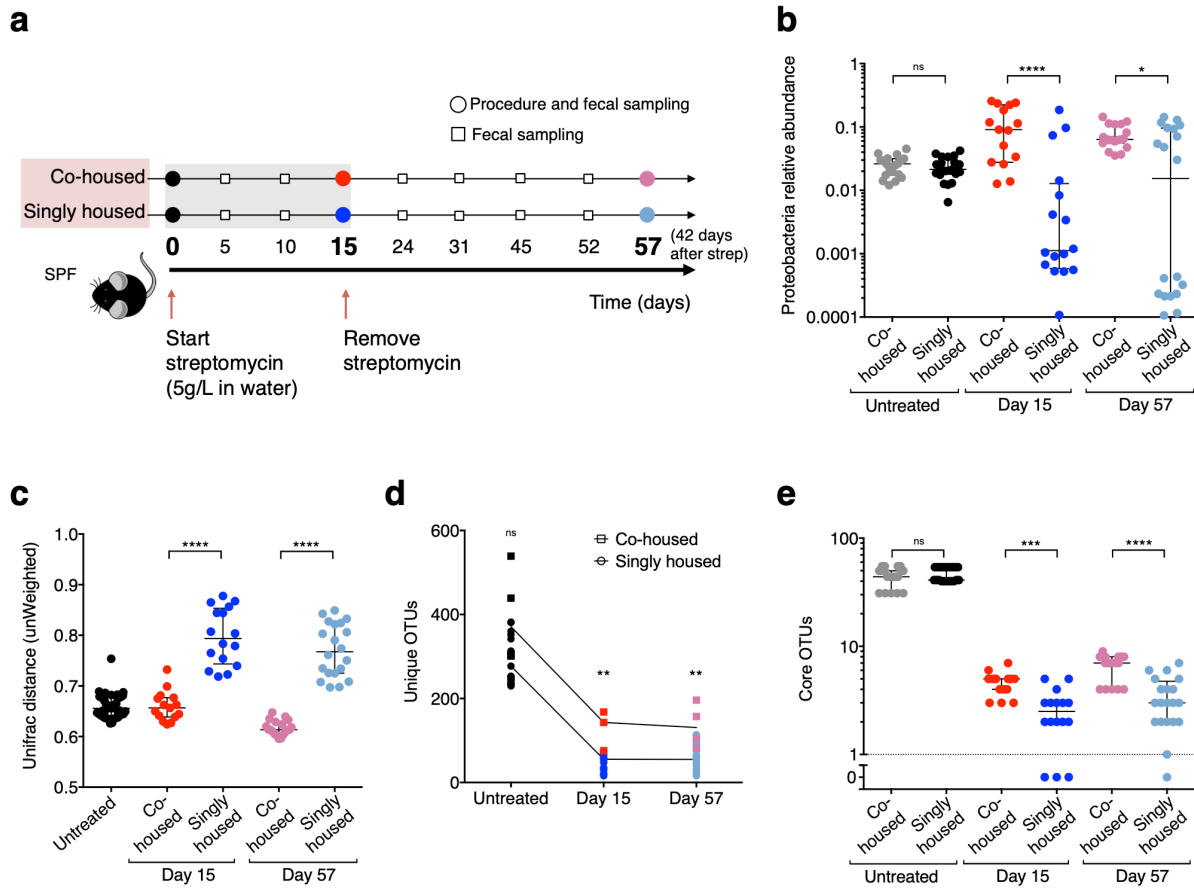 a
Procedure and fecal sampling
Fecal sampling
Co-housed
Singly housed
0
5
10
15
24
31
45
52
57
(42 days
after strep)
SPF
Time (days)
Start
streptomycin
(5g/L in water)
Remove
streptomycin
b
Proteobacteria relative abundance
1
0.1
0.01
0.001
0.0001
ns
****
*
Co-
housed
Singly
housed
Co-
housed
Singly
housed
Co-
housed
Singly
housed
Untreated
Day 15
Day 57
c
Unifrac distance (unWeighted)
1.0
0.9
0.8
0.7
0.6
0.5
****
****
Untreated
Co-
housed
Singly
housed
Co-
housed
Singly
housed
Day 15
Day 57
d
Unique OTUs
600
400
200
0
ns
**
**
Co-housed
Singly housed
Untreated
Day 15
Day 57
e
Core OTUs
100
10
1
0
ns
***
****
Co-
housed
Singly
housed
Co-
housed
Singly
housed
Co-
housed
Singly
housed
Untreated
Day 15
Day 57